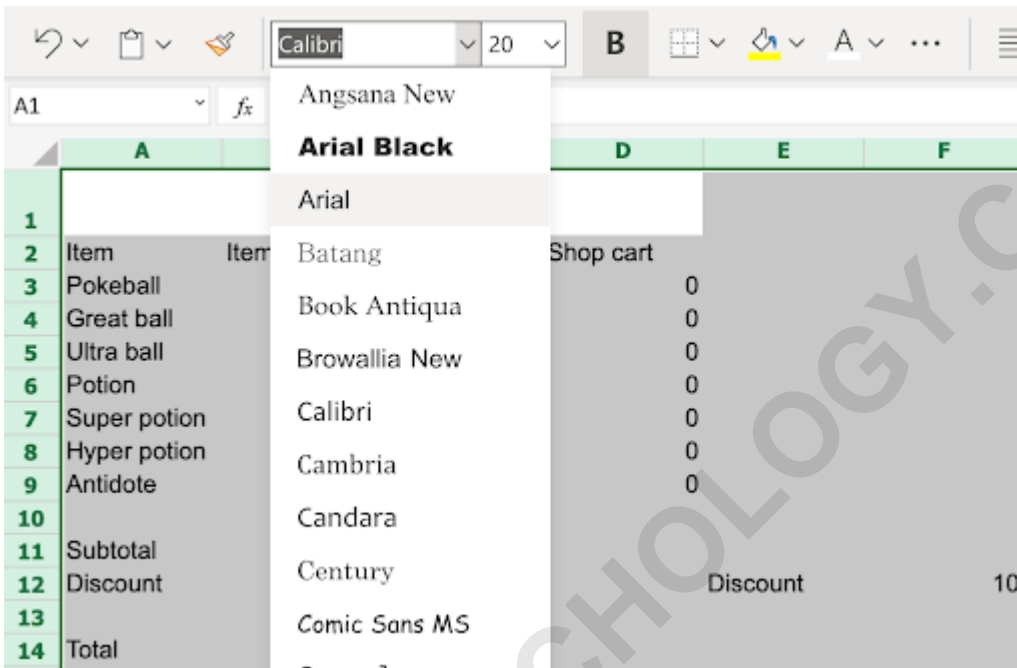 Calibri 20 B A ...
A1 fx
Angsana New
Arial Black
Arial
Batang
Book Antiqua
Browallia New
Calibri
Cambria
Candara
Century
Comic Sans MS
A D E F
1
2 Item Item Shop cart
3 Pokeball 0
4 Great ball 0
5 Ultra ball 0
6 Potion 0
7 Super potion 0
8 Hyper potion 0
9 Antidote 0
10
11 Subtotal
12 Discount Discount 10
13
14 Total
CHOLOGY.C